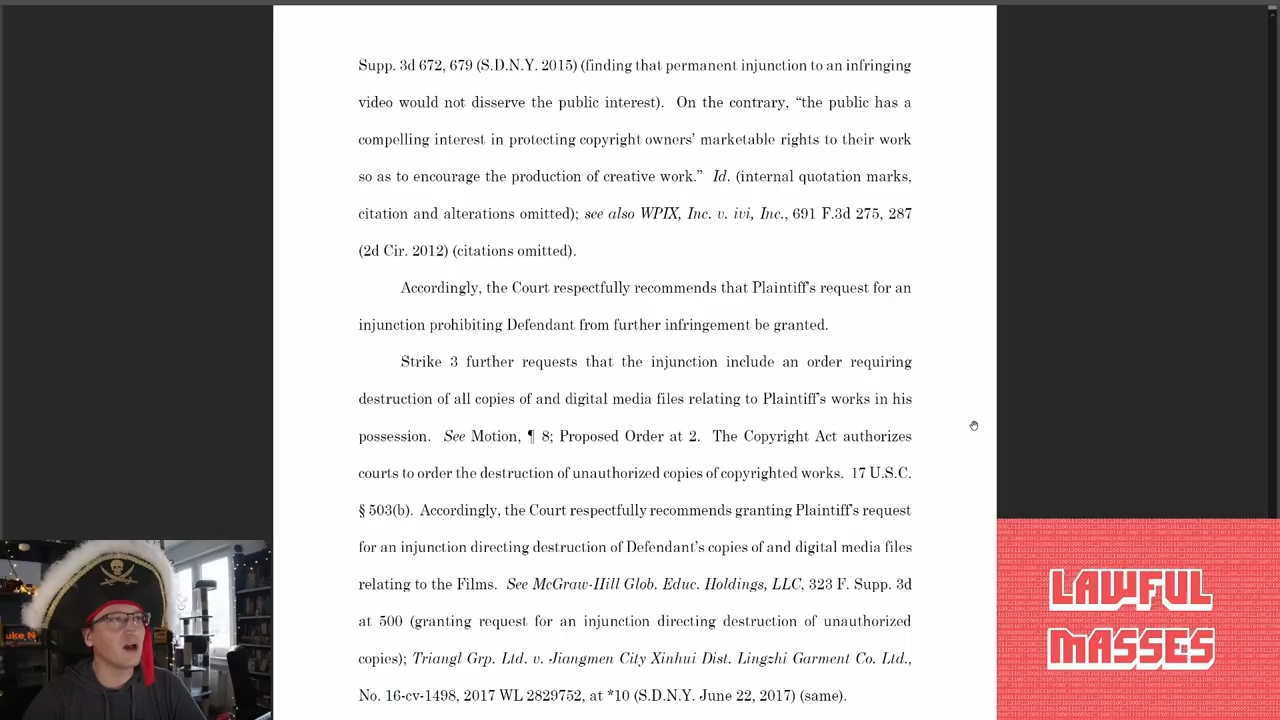 Supp. 3d 672, 679 (S.D.N.Y. 2015) (finding that permanent injunction to an infringing
video would not disserve the public interest). On the contrary, “the public has a
compelling interest in protecting copyright owners’ marketable rights to their work
so as to encourage the production of creative work.” Id. (internal quotation marks,
citation and alterations omitted); see also WPIX, Inc. v. ivi, Inc., 691 F.3d 275, 287
(2d Cir. 2012) (citations omitted).
Accordingly, the Court respectfully recommends that Plaintiff’s request for an
injunction prohibiting Defendant from further infringement be granted.
Strike 3 further requests that the injunction include an order requiring
destruction of all copies of and digital media files relating to Plaintiff’s works in his
possession. See Motion, ¶ 8; Proposed Order at 2. The Copyright Act authorizes
courts to order the destruction of unauthorized copies of copyrighted works. 17 U.S.C.
§ 503(b). Accordingly, the Court respectfully recommends granting Plaintiff’s request
for an injunction directing destruction of Defendant’s copies of and digital media files
relating to the Films. See McGraw-Hill Glob. Educ. Holdings, LLC, 323 F. Supp. 3d
at 500 (granting request for an injunction directing destruction of unauthorized
copies); Triangl Grp. Ltd. v. Jiangmen City Xinhui Dist. Lingzhi Garment Co. Ltd.,
No. 2017 WL at *10 (S.D.N.Y. June 22, 2017) (same).
LAWFUL
MASSES